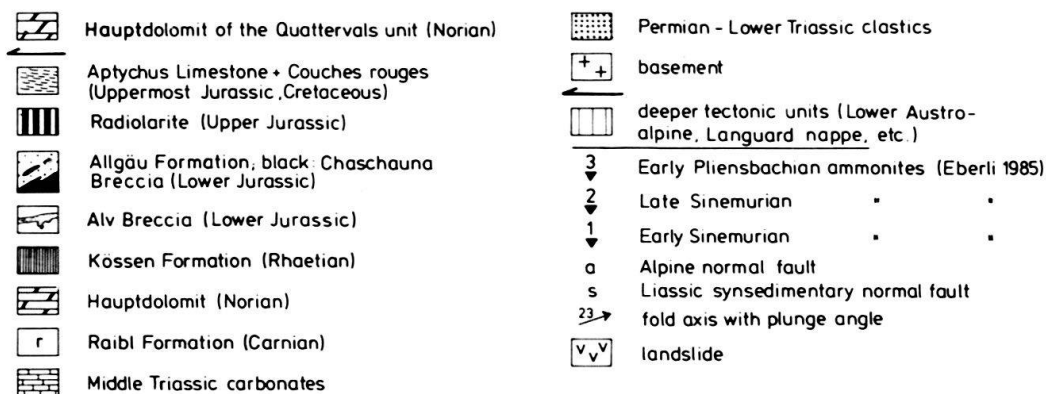 Hauptdolomit of the Quattervals unit (Norian)
Aptychus Limestone + Couches rouges
(Uppermost Jurassic, Cretaceous)
Radiolarite (Upper Jurassic)
Allgäu Formation; black: Chaschauna
Breccia (Lower Jurassic)
Alv Breccia (Lower Jurassic)
Kössen Formation (Rhaetian)
Hauptdolomit (Norian)
r Raibl Formation (Carnian)
Middle Triassic carbonates
Permian - Lower Triassic clastics
basement
deeper tectonic units (Lower Austro-
alpine, Languard nappe, etc.)
3 Early Pliensbachian ammonites (Eberli 1985)
2 Late Sinemurian " "
1 Early Sinemurian " "
a Alpine normal fault
s Liassic synsedimentary normal fault
23 fold axis with plunge angle
landslide